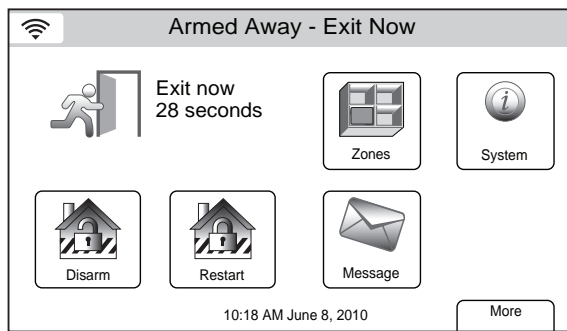 Armed Away - Exit Now
Exit now
28 seconds
Zones
System
Disarm
Restart
Message
10:18 AM June 8, 2010
More